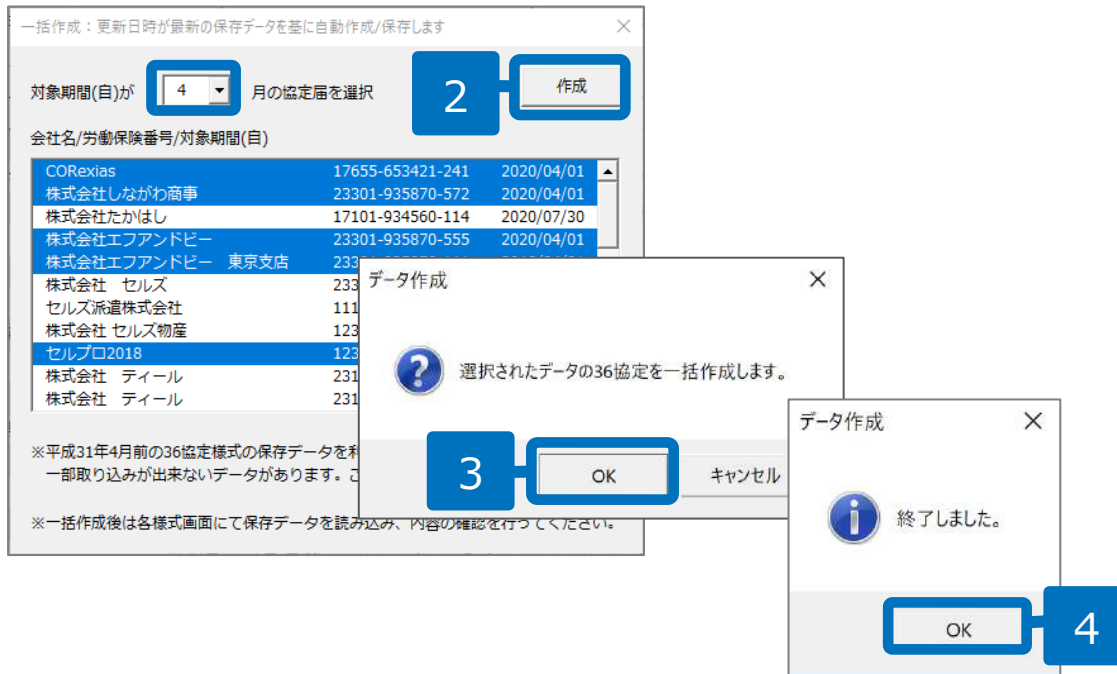 一括作成：更新日時が最新の保存データを基に自動作成/保存します
対象期間(自)が 4 月の協定届を選択
2
作成
会社名/労働保険番号/対象期間(自)
CORexias 17655-653421-241 2020/04/01
株式会社しながわ商事 23301-935870-572 2020/04/01
株式会社たかはし 17101-934560-114 2020/07/30
株式会社エフアンドビー 23301-935870-555 2020/04/01
株式会社エフアンドビー 東京支店 233
株式会社 セルズ 233
セルズ派遣株式会社 111
株式会社 セルズ物産 123
セルプロ2018 123
株式会社 ティール 231
株式会社 ティール 231
※平成31年4月前の36協定様式の保存データを利
一部取り込みが出来ないデータがあります。こ
※一括作成後は各様式画面にて保存データを読み込み、内容の確認を行ってください。
データ作成
選択されたデータの36協定を一括作成します。
3
OK
キャンセル
データ作成
終了しました。
OK
4